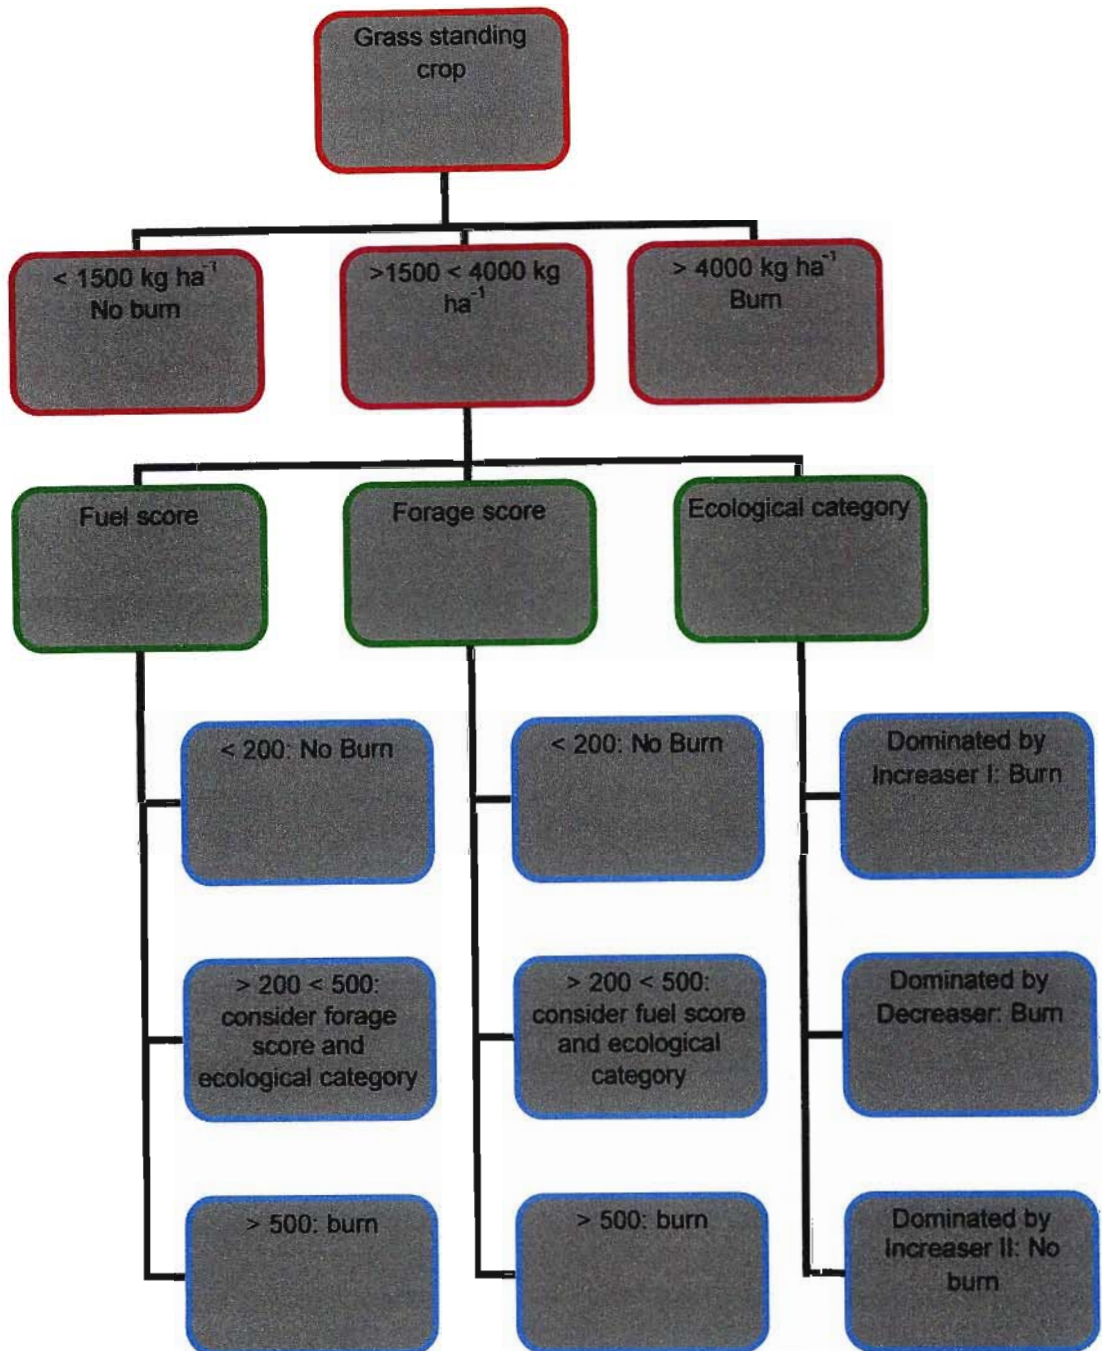 Grass standing
crop
< 1500 kg ha⁻¹
No burn
>1500 < 4000 kg
ha⁻¹
> 4000 kg ha⁻¹
Burn
Fuel score
Forage score
Ecological category
< 200: No Burn
< 200: No Burn
Dominated by
Increaser I: Burn
> 200 < 500:
consider forage
score and
ecological category
> 200 < 500:
consider fuel score
and ecological
category
Dominated by
Decreaser: Burn
> 500: burn
> 500: burn
Dominated by
Increaser II: No
burn